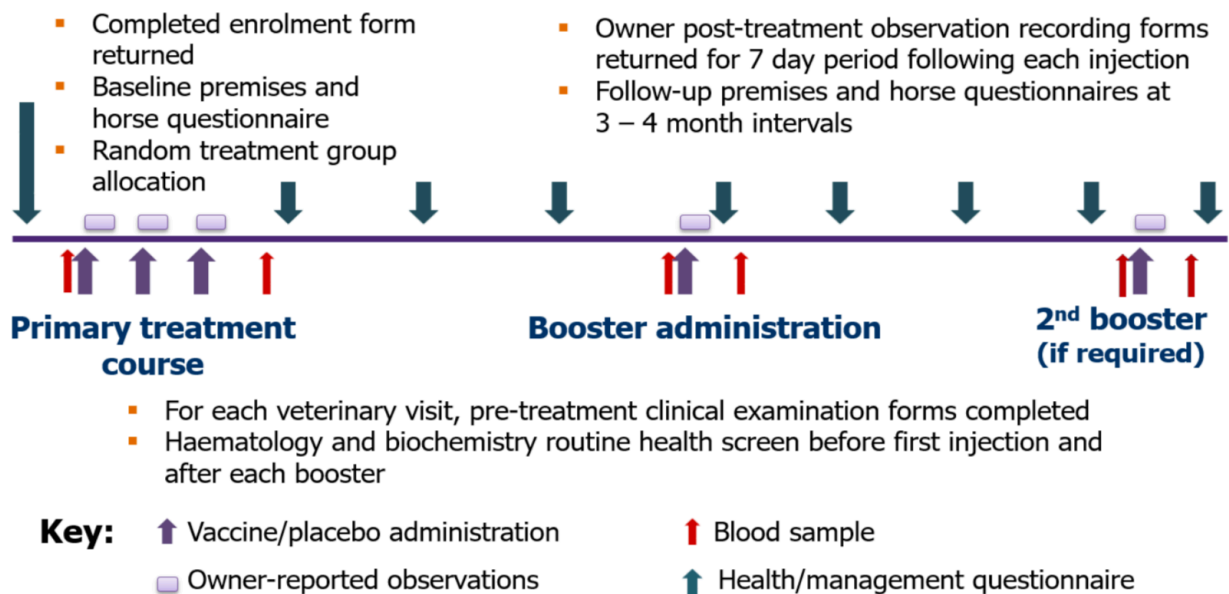 ▪ Completed enrolment form
returned
▪ Baseline premises and
horse questionnaire
▪ Random treatment group
allocation
▪ Owner post-treatment observation recording forms
returned for 7 day period following each injection
▪ Follow-up premises and horse questionnaires at
3 – 4 month intervals
Primary treatment
course
Booster administration
2nd booster
(if required)
▪ For each veterinary visit, pre-treatment clinical examination forms completed
▪ Haematology and biochemistry routine health screen before first injection and
after each booster
Key:
Vaccine/placebo administration
Blood sample
Owner-reported observations
Health/management questionnaire